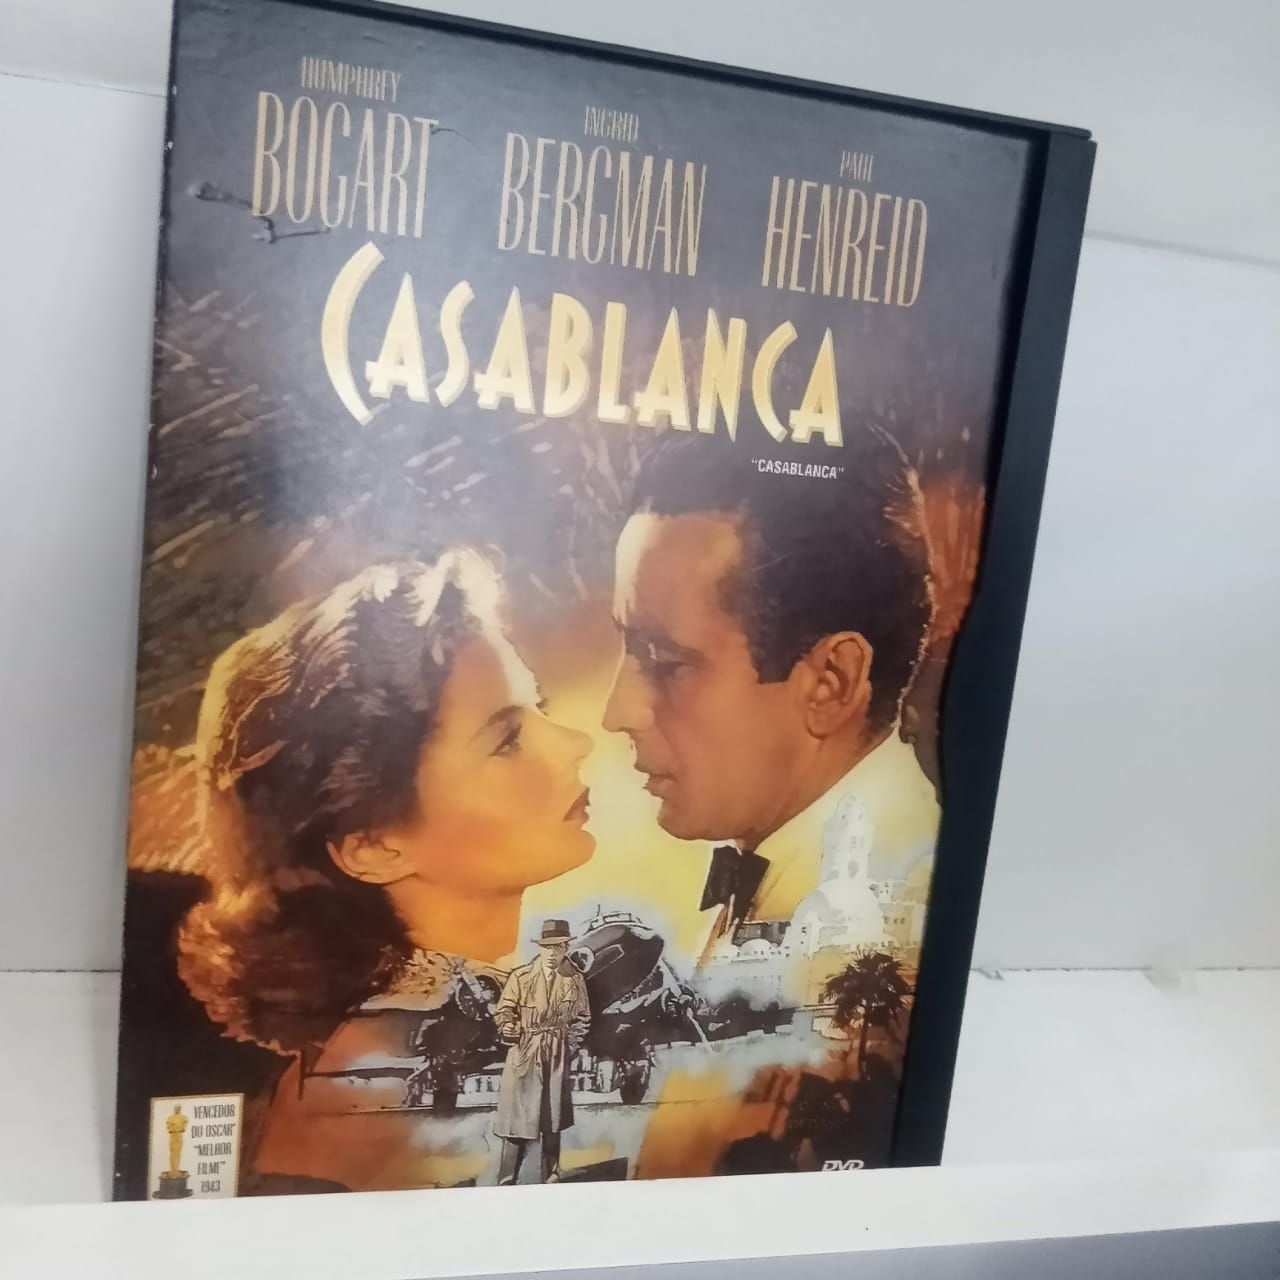 HUMPHREY
BOGART
INGRID
BERGMAN
PAUL
HENREID
CASABLANCA
"CASABLANCA"
VENCEDOR
DO OSCAR
"MELHOR
FILME"
1943
DVD